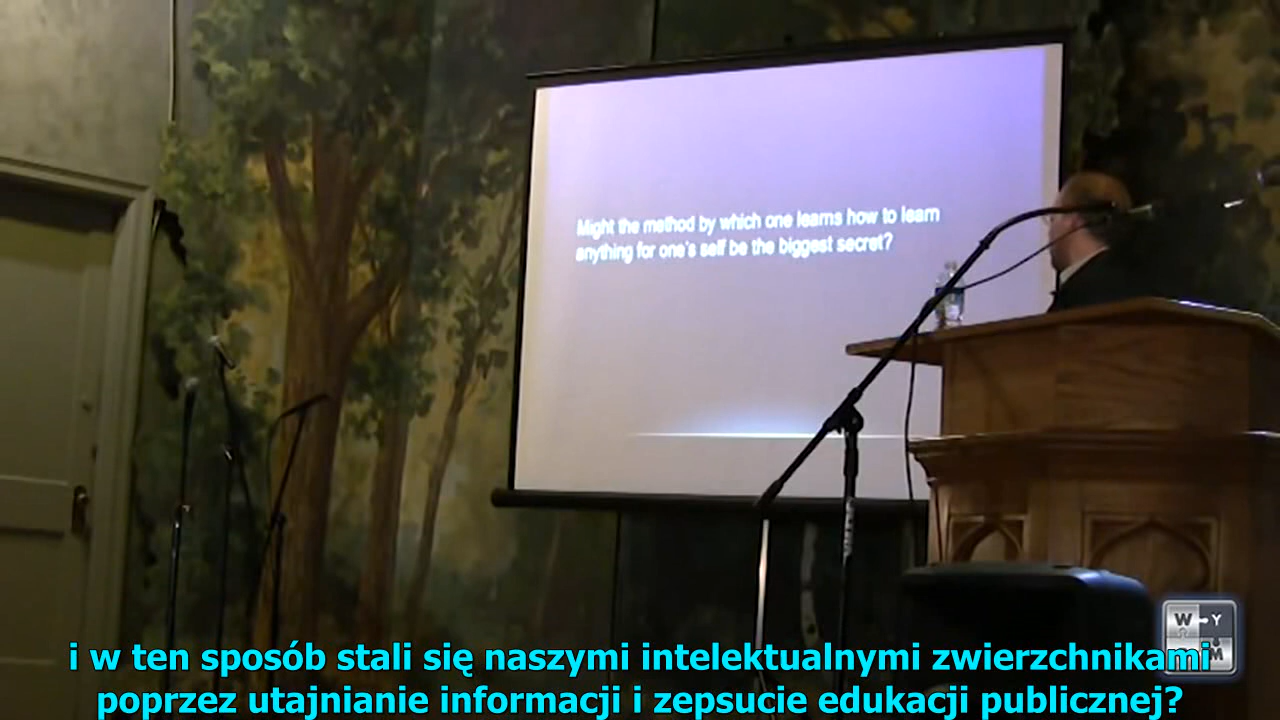 Might the method by which one learns how to learn
anything for one's self be the biggest secret?
W Y
M
i w ten sposób stali się naszymi intelektualnymi zwierzchnikami
poprzez utajnianie informacji i zepsucie edukacji publicznej?